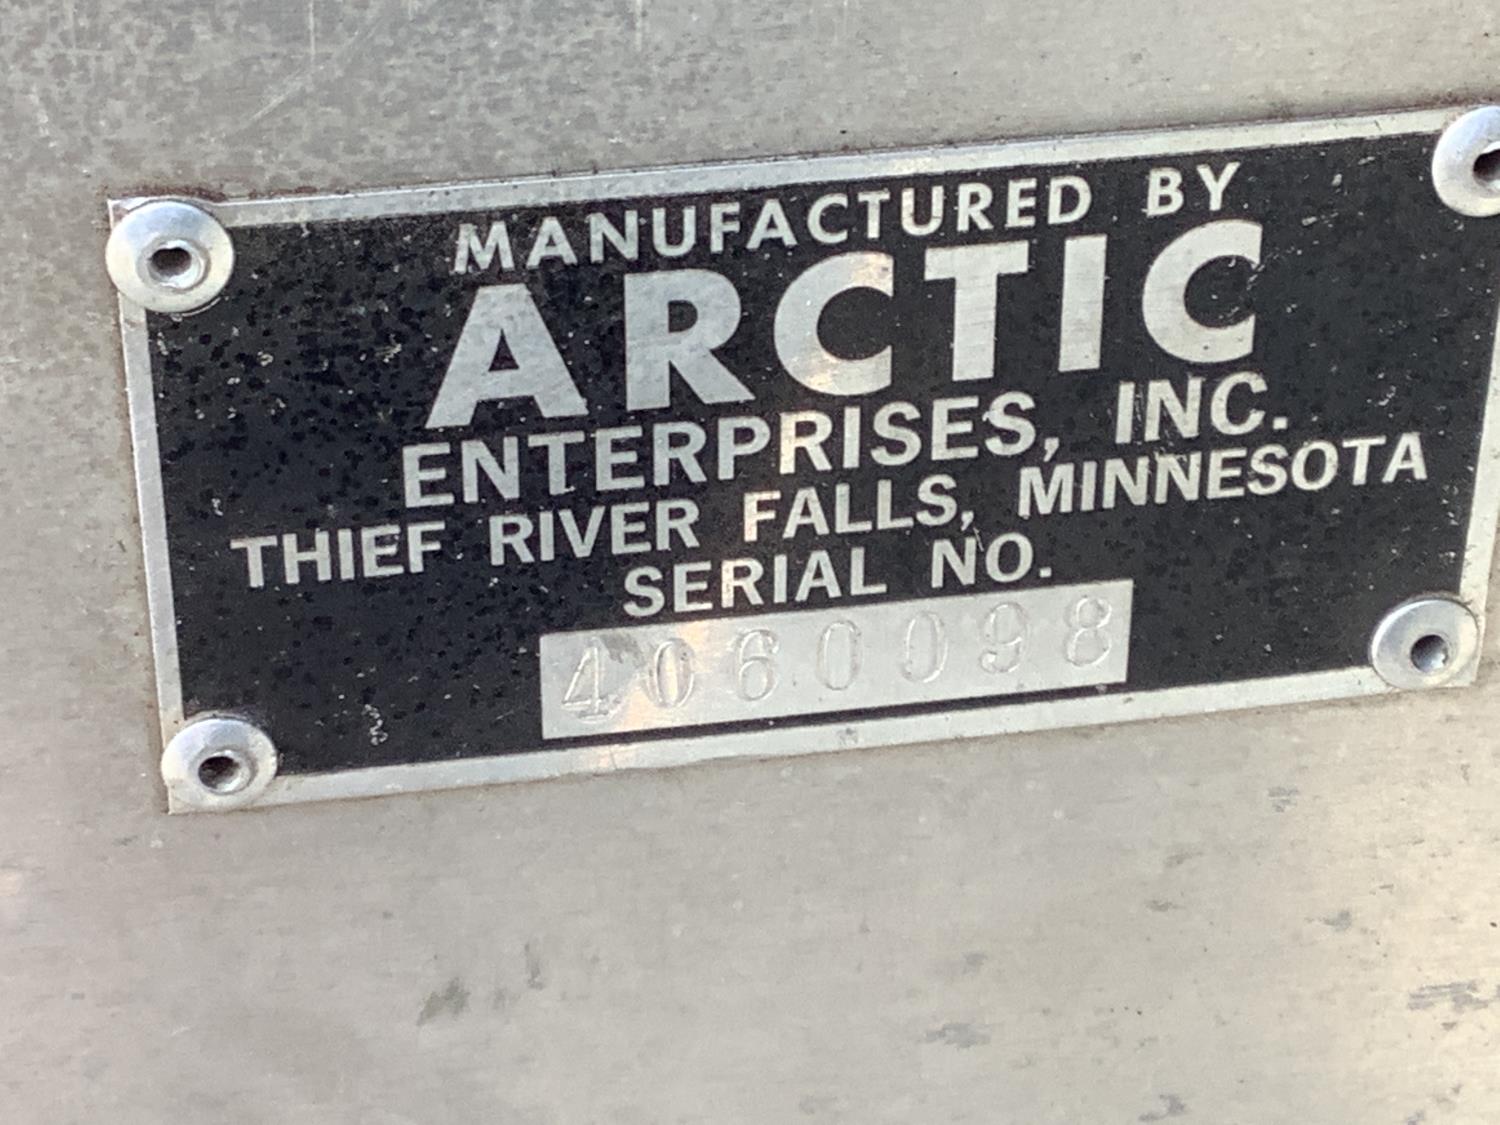 MANUFACTURED BY
ARCTIC
ENTERPRISES, INC.
THIEF RIVER FALLS, MINNESOTA
SERIAL NO.
4060098